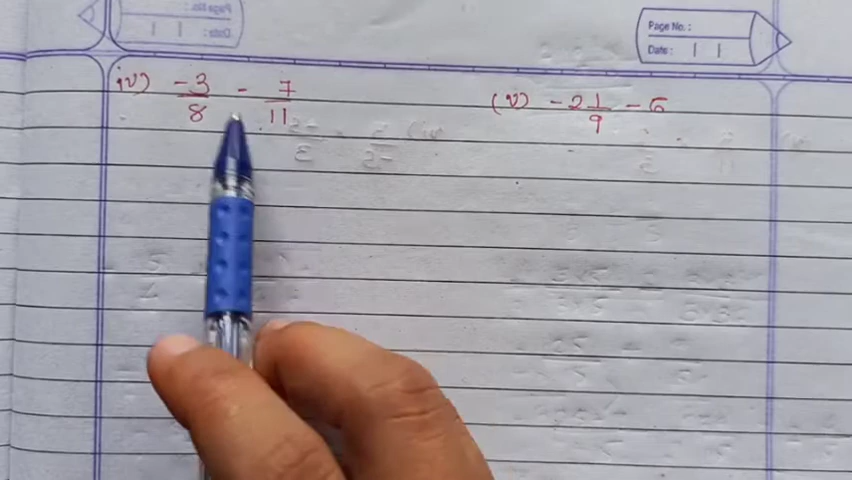 Page No.:
Date:
(iv) -3/8 - 7/11
(v) -2 1/9 - 6